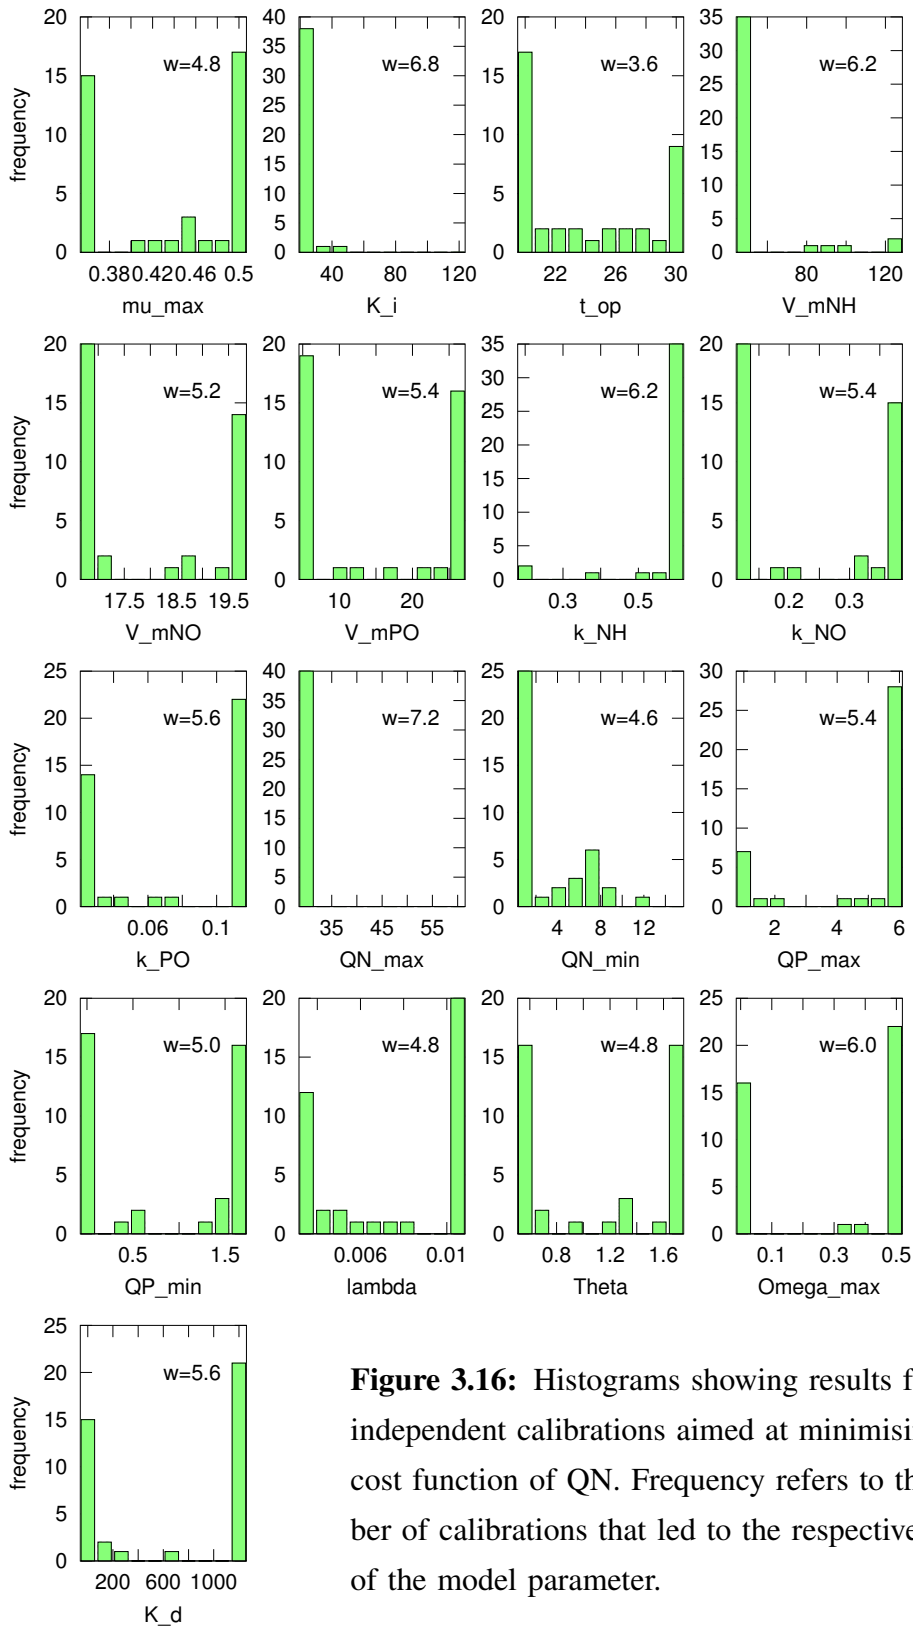 20
15
10
5
0
frequency
w=4.8
0.38 0.42 0.46 0.5
mu_max
40
35
30
25
20
15
10
5
0
w=6.8
40 80 120
K_i
20
15
10
5
0
w=3.6
22 26 30
t_op
35
30
25
20
15
10
5
0
w=6.2
80 120
V_mNH
20
15
10
5
0
frequency
w=5.2
17.5 18.5 19.5
V_mNO
20
15
10
5
0
w=5.4
10 20
V_mPO
35
30
25
20
15
10
5
0
w=6.2
0.3 0.5
k_NH
20
15
10
5
0
w=5.4
0.2 0.3
k_NO
25
20
15
10
5
0
frequency
w=5.6
0.06 0.1
k_PO
40
35
30
25
20
15
10
5
0
w=7.2
35 45 55
QN_max
25
20
15
10
5
0
w=4.6
4 8 12
QN_min
30
25
20
15
10
5
0
w=5.4
2 4 6
QP_max
20
15
10
5
0
frequency
w=5.0
0.5 1.5
QP_min
20
15
10
5
0
w=4.8
0.006 0.01
lambda
20
15
10
5
0
w=4.8
0.8 1.2 1.6
Theta
25
20
15
10
5
0
w=6.0
0.1 0.3 0.5
Omega_max
25
20
15
10
5
0
frequency
w=5.6
200 600 1000
K_d
Figure 3.16: Histograms showing results f
independent calibrations aimed at minimisin
cost function of QN. Frequency refers to th
ber of calibrations that led to the respective
of the model parameter.